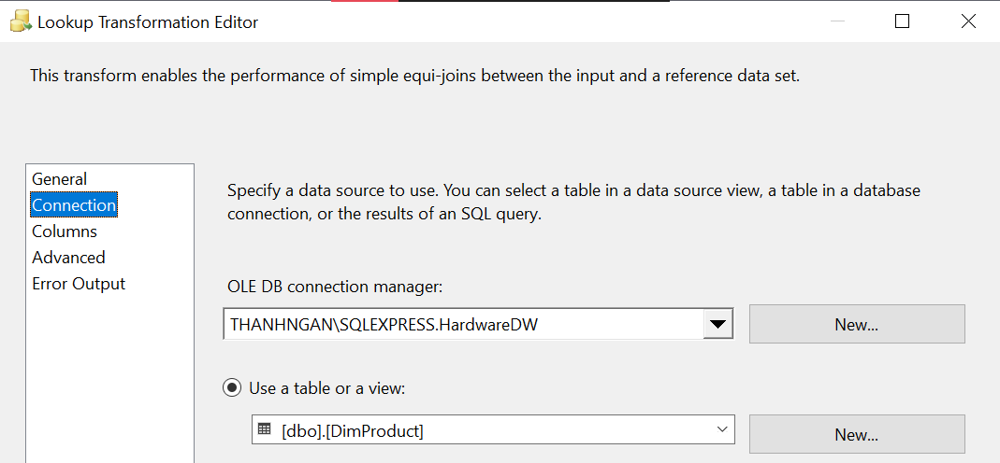 Lookup Transformation Editor
This transform enables the performance of simple equi-joins between the input and a reference data set.
General
Connection
Columns
Advanced
Error Output
Specify a data source to use. You can select a table in a data source view, a table in a database
connection, or the results of an SQL query.
OLE DB connection manager:
THANHNGAN\SQLEXPRESS.HardwareDW
New...
Use a table or a view:
[dbo].[DimProduct]
New...